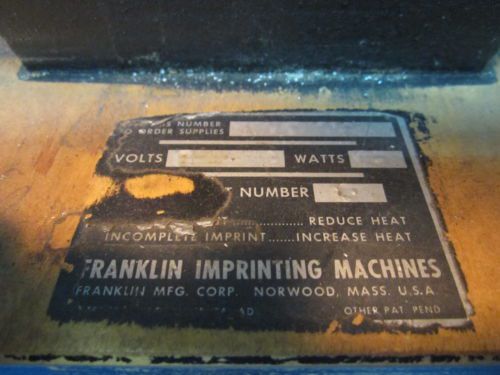 NUMBER
ORDER SUPPLIES
VOLTS WATTS
NUMBER
REDUCE HEAT
INCOMPLETE IMPRINT.......INCREASE HEAT
FRANKLIN IMPRINTING MACHINES
FRANKLIN MFG. CORP. NORWOOD, MASS. U.S.A
OTHER PAT. PEND